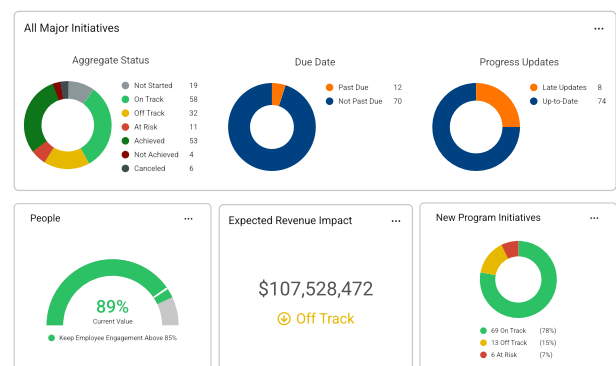 All Major Initiatives
Aggregate Status
Not Started 19
On Track 58
Off Track 32
At Risk 11
Achieved 53
Not Achieved 4
Canceled 6
Due Date
Past Due 12
Not Past Due 70
Progress Updates
Late Updates 8
Up-to-Date 74
People
89%
Current Value
Keep Employee Engagement Above 85%
Expected Revenue Impact
$107,528,472
Off Track
New Program Initiatives
69 On Track (78%)
13 Off Track (15%)
6 At Risk (7%)